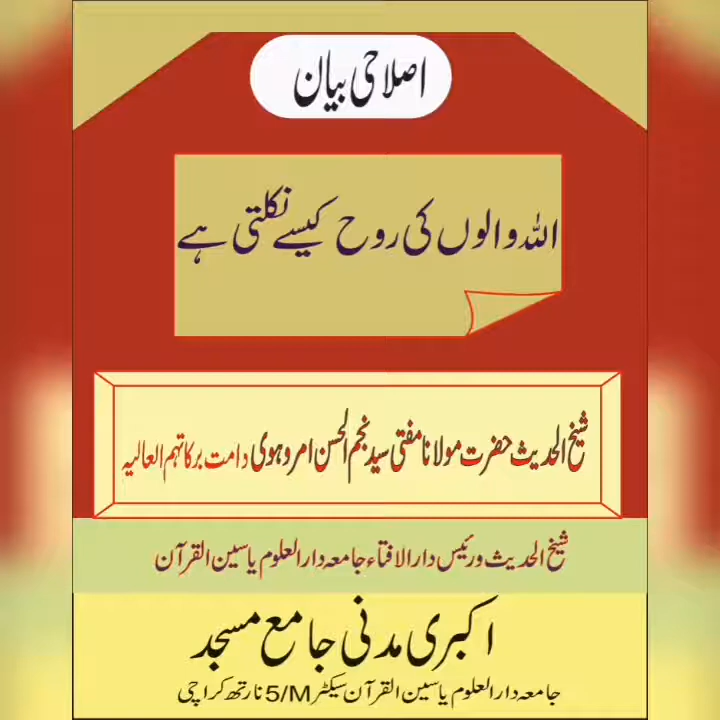 اصلاحی بیان
اللہ والوں کی روح کیسے نکلتی ہے
شیخ الحدیث حضرت مولانا مفتی سید نجم الحسن امروہوی دامت برکاتہم العالیہ
شیخ الحدیث ورئیس دارالافتاء جامعہ دارالعلوم یاسین القرآن
اکبری مدنی جامع مسجد
جامعہ دارالعلوم یاسین القرآن سیکٹر 5/M نارتھ کراچی